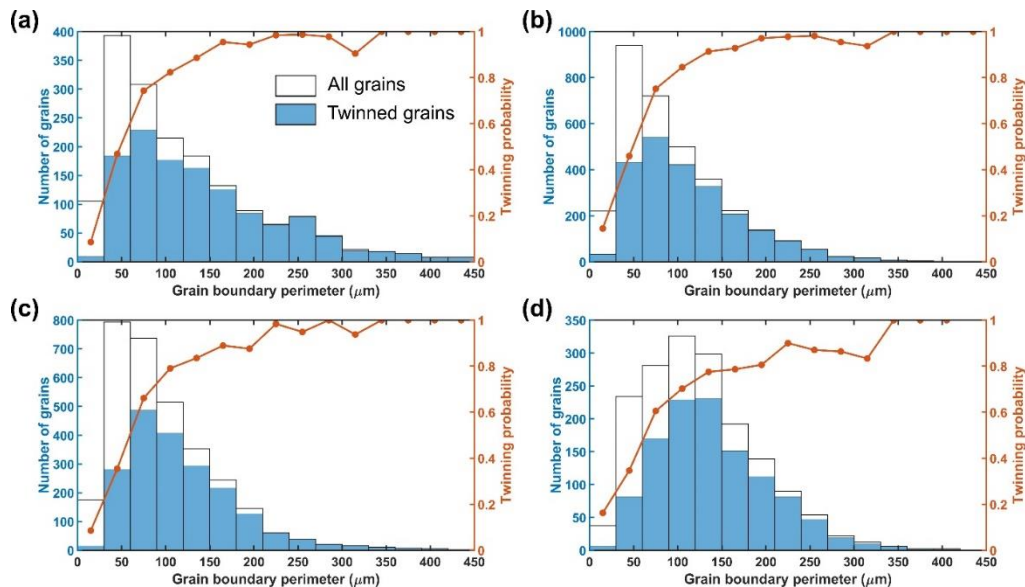 (a)
400
350
300
250
200
150
100
50
0
Number of grains
All grains
Twinned grains
1
0.8
0.6
0.4
0.2
0
Twinning probability
0 50 100 150 200 250 300 350 400 450
Grain boundary perimeter (μm)
(b)
1000
800
600
400
200
0
Number of grains
1
0.8
0.6
0.4
0.2
0
Twinning probability
0 50 100 150 200 250 300 350 400 450
Grain boundary perimeter (μm)
(c)
800
700
600
500
400
300
200
100
0
Number of grains
1
0.8
0.6
0.4
0.2
0
Twinning probability
0 50 100 150 200 250 300 350 400 450
Grain boundary perimeter (μm)
(d)
350
300
250
200
150
100
50
0
Number of grains
1
0.8
0.6
0.4
0.2
0
Twinning probability
0 50 100 150 200 250 300 350 400 450
Grain boundary perimeter (μm)